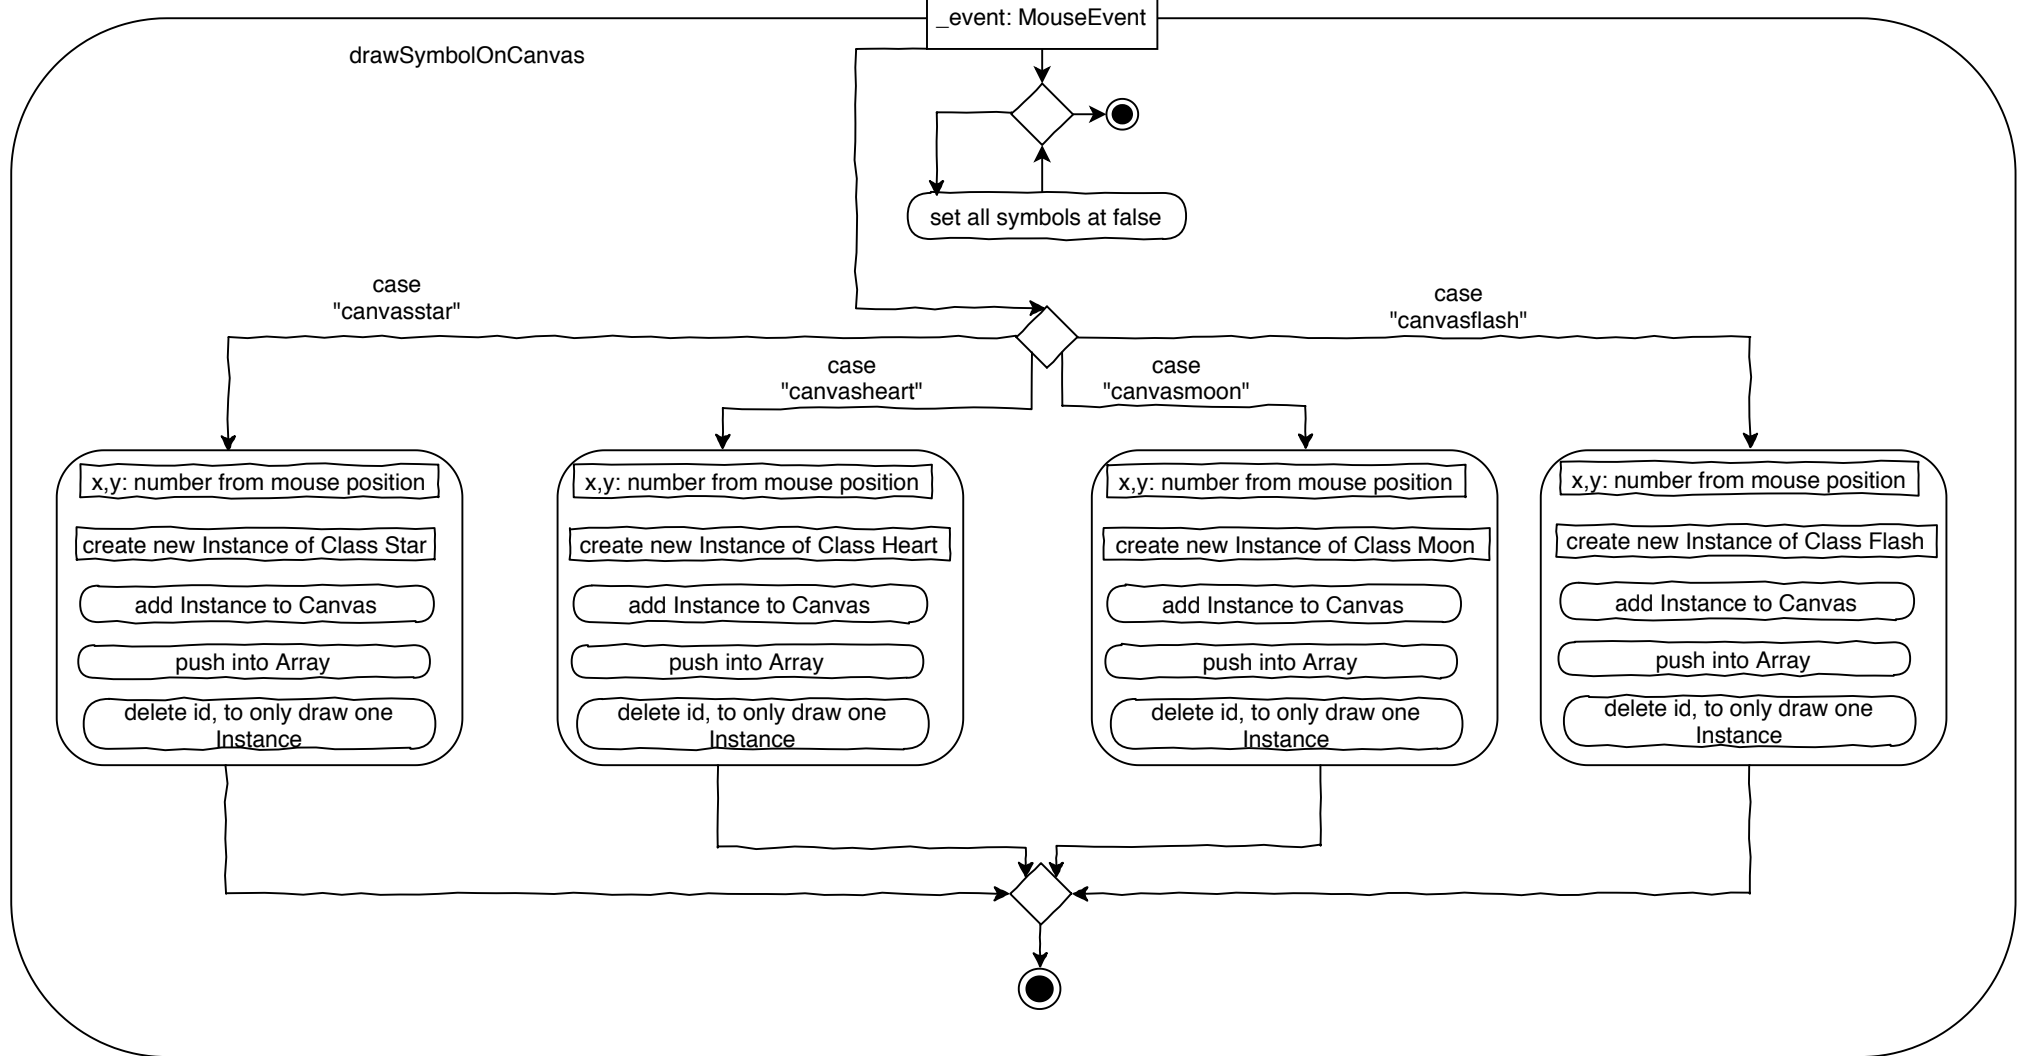 _event: MouseEvent
drawSymbolOnCanvas
set all symbols at false
case
"canvasstar"
case
"canvasflash"
case
"canvasheart"
case
"canvasmoon"
x,y: number from mouse position
create new Instance of Class Star
add Instance to Canvas
push into Array
delete id, to only draw one
Instance
x,y: number from mouse position
create new Instance of Class Heart
add Instance to Canvas
push into Array
delete id, to only draw one
Instance
x,y: number from mouse position
create new Instance of Class Moon
add Instance to Canvas
push into Array
delete id, to only draw one
Instance
x,y: number from mouse position
create new Instance of Class Flash
add Instance to Canvas
push into Array
delete id, to only draw one
Instance